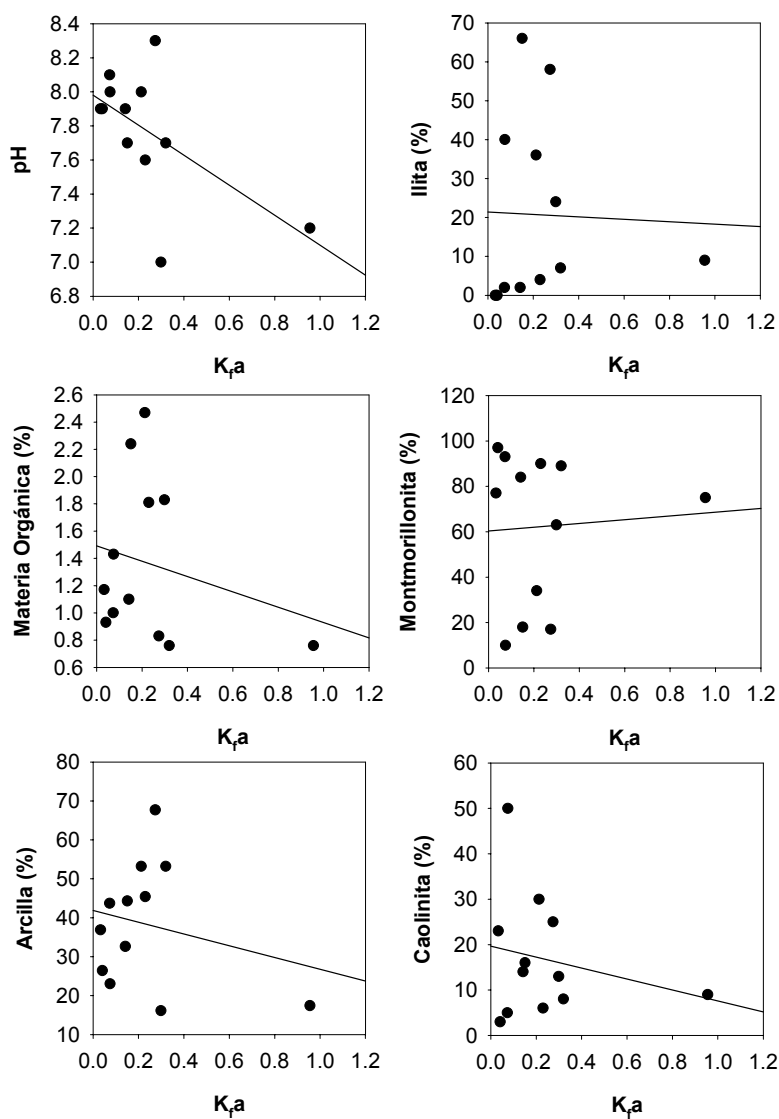 pH
8.4
8.2
8.0
7.8
7.6
7.4
7.2
7.0
6.8
0.0 0.2 0.4 0.6 0.8 1.0 1.2
Kfa
Ilita (%)
70
60
50
40
30
20
10
0
0.0 0.2 0.4 0.6 0.8 1.0 1.2
Kfa
Materia Orgánica (%)
2.6
2.4
2.2
2.0
1.8
1.6
1.4
1.2
1.0
0.8
0.6
0.0 0.2 0.4 0.6 0.8 1.0 1.2
Kfa
Montmorillonita (%)
120
100
80
60
40
20
0
0.0 0.2 0.4 0.6 0.8 1.0 1.2
Kfa
Arcilla (%)
80
70
60
50
40
30
20
10
0.0 0.2 0.4 0.6 0.8 1.0 1.2
Kfa
Caolinita (%)
60
50
40
30
20
10
0
0.0 0.2 0.4 0.6 0.8 1.0 1.2
Kfa